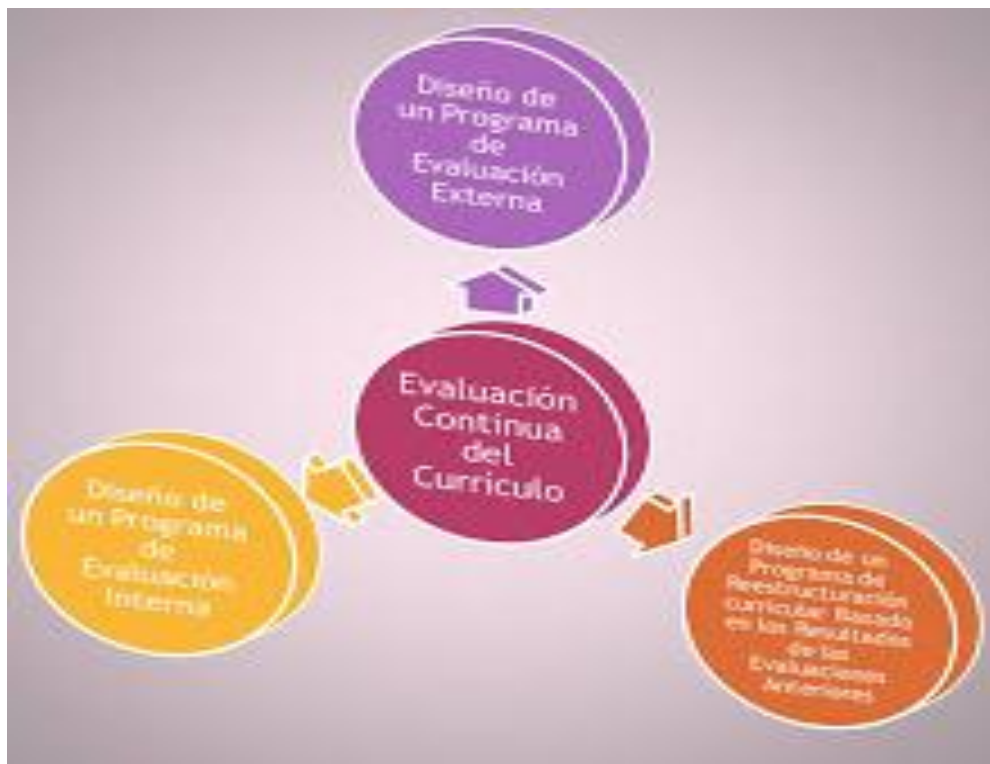 Diseño de
un Programa
de
Evaluación
Externa
Evaluación
Continua
del
Currículo
Diseño de
un Programa
de
Evaluación
Interna
Diseño de un
Programa de
Reestructuración
curricular Basado
en los Resultados
de las
Evaluaciones
Anteriores